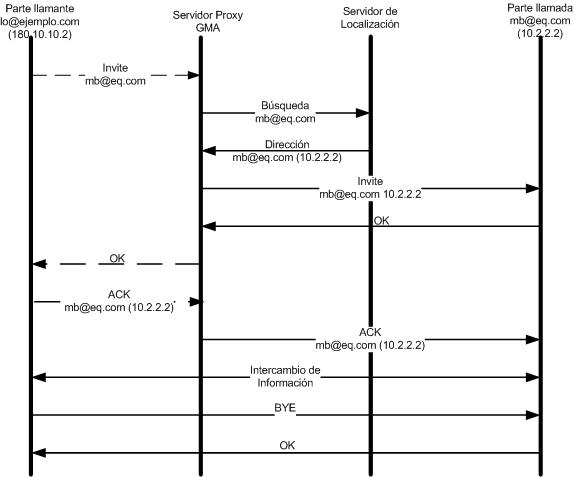 Parte llamante
lo@ejemplo.com
(180.10.10.2)
Servidor Proxy
GMA
Servidor de
Localización
Parte llamada
mb@eq.com
(10.2.2.2)
Invite
mb@eq.com
Búsqueda
mb@eq.com
Dirección
mb@eq.com (10.2.2.2)
Invite
mb@eq.com 10.2.2.2
OK
OK
ACK
mb@eq.com (10.2.2.2)
ACK
mb@eq.com (10.2.2.2)
Intercambio de
Información
BYE
OK